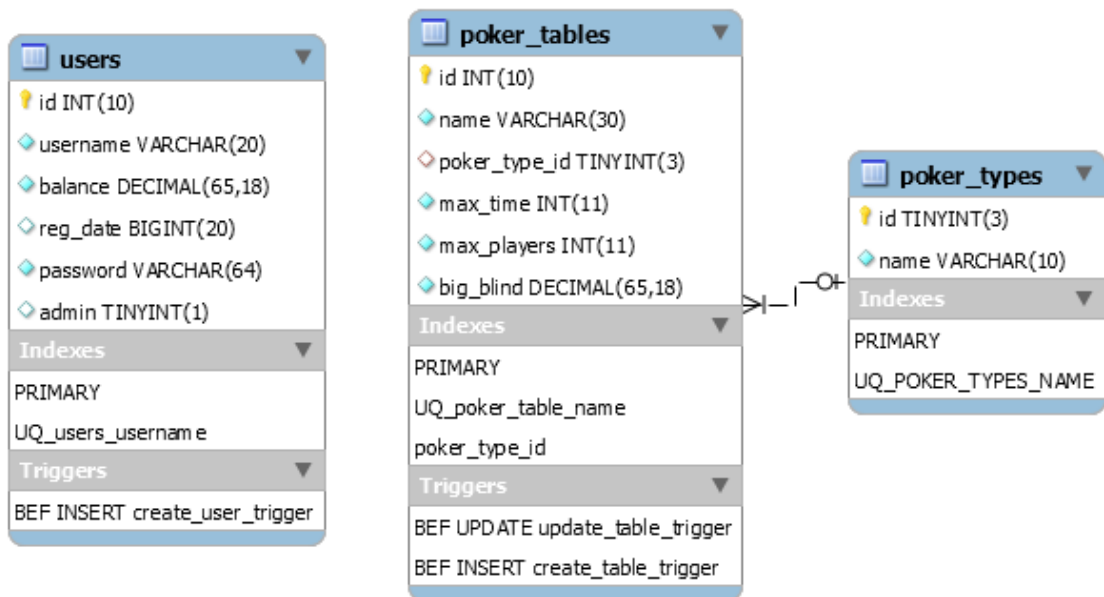 users
id INT(10)
username VARCHAR(20)
balance DECIMAL(65,18)
reg_date BIGINT(20)
password VARCHAR(64)
admin TINYINT(1)
Indexes
PRIMARY
UQ_users_username
Triggers
BEF INSERT create_user_trigger
poker_tables
id INT(10)
name VARCHAR(30)
poker_type_id TINYINT(3)
max_time INT(11)
max_players INT(11)
big_blind DECIMAL(65,18)
Indexes
PRIMARY
UQ_poker_table_name
poker_type_id
Triggers
BEF UPDATE update_table_trigger
BEF INSERT create_table_trigger
poker_types
id TINYINT(3)
name VARCHAR(10)
Indexes
PRIMARY
UQ_POKER_TYPES_NAME